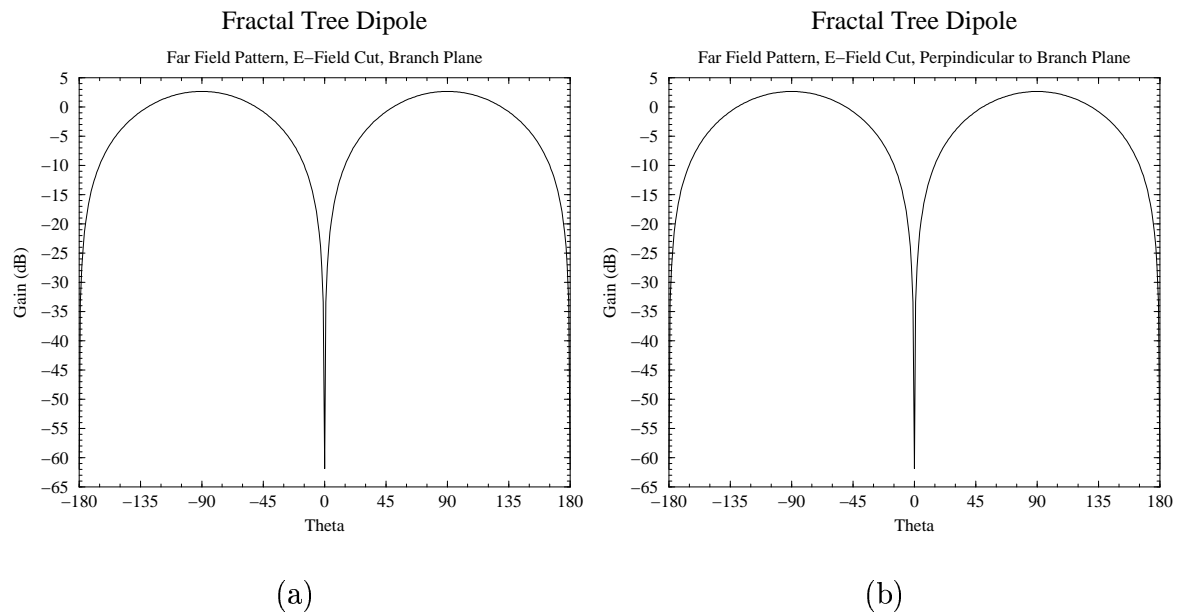 Fractal Tree Dipole
Far Field Pattern, E−Field Cut, Branch Plane
5
0
−5
−10
−15
−20
−25
−30
−35
−40
−45
−50
−55
−60
−65
Gain (dB)
−180 −135 −90 −45 0 45 90 135 180
Theta
(a)
Fractal Tree Dipole
Far Field Pattern, E−Field Cut, Perpindicular to Branch Plane
5
0
−5
−10
−15
−20
−25
−30
−35
−40
−45
−50
−55
−60
−65
Gain (dB)
−180 −135 −90 −45 0 45 90 135 180
Theta
(b)